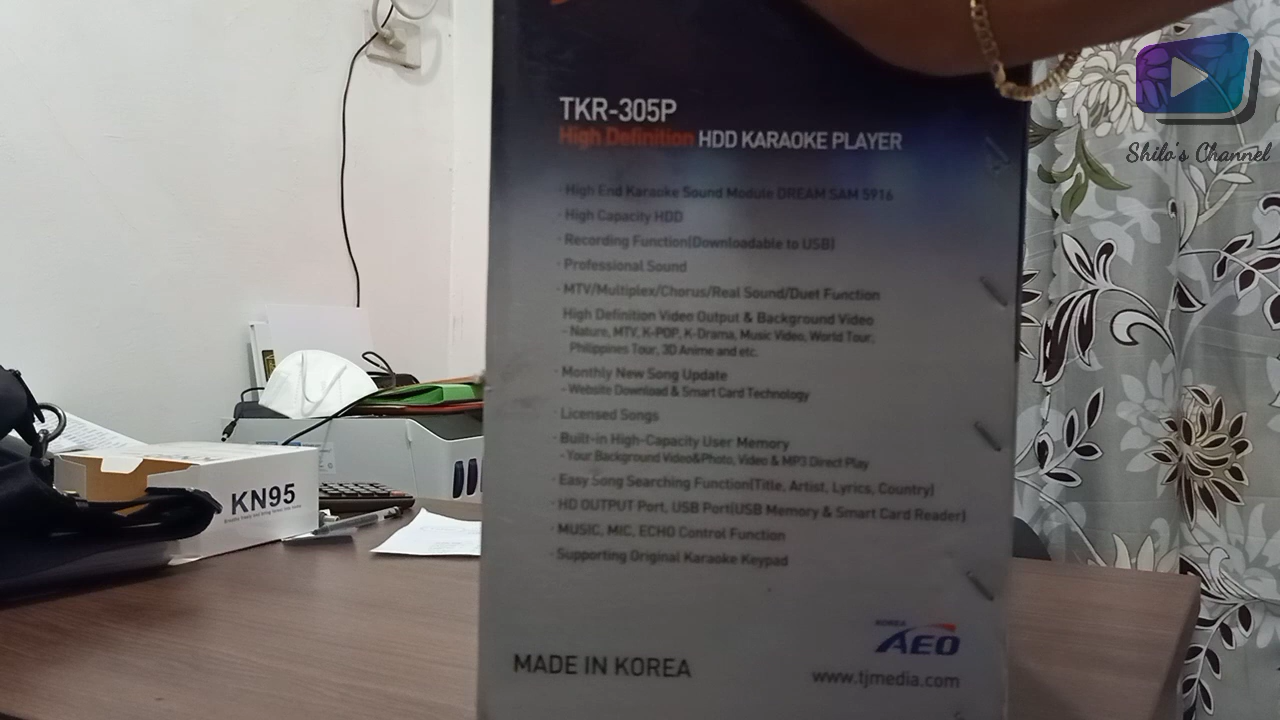 TKR-305P
High Definition HDD KARAOKE PLAYER
· High End Karaoke Sound Module DREAM SAM 5916
· High Capacity HDD
· Recording Function(Downloadable to USB)
· Professional Sound
· MTV/Multiplex/Chorus/Real Sound/Duet Function
High Definition Video Output & Background Video
- Nature, MTV, K-POP, K-Drama, Music Video, World Tour,
Philippines Tour, 3D Anime and etc.
· Monthly New Song Update
- Website Download & Smart Card Technology
· Licensed Songs
· Built-in High-Capacity User Memory
- Your Background Video&Photo, Video & MP3 Direct Play
· Easy Song Searching Function(Title, Artist, Lyrics, Country)
· HD OUTPUT Port, USB Port(USB Memory & Smart Card Reader)
· MUSIC, MIC, ECHO Control Function
· Supporting Original Karaoke Keypad
KOREA
AEO
MADE IN KOREA
www.tjmedia.com
KN95
Shilo's Channel